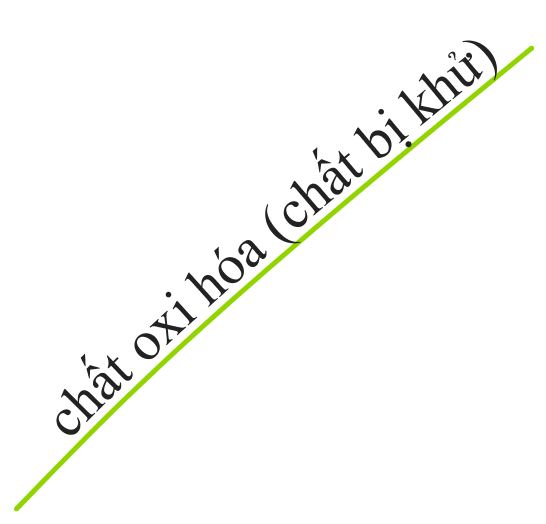 chất oxi hóa (chất bị khử)